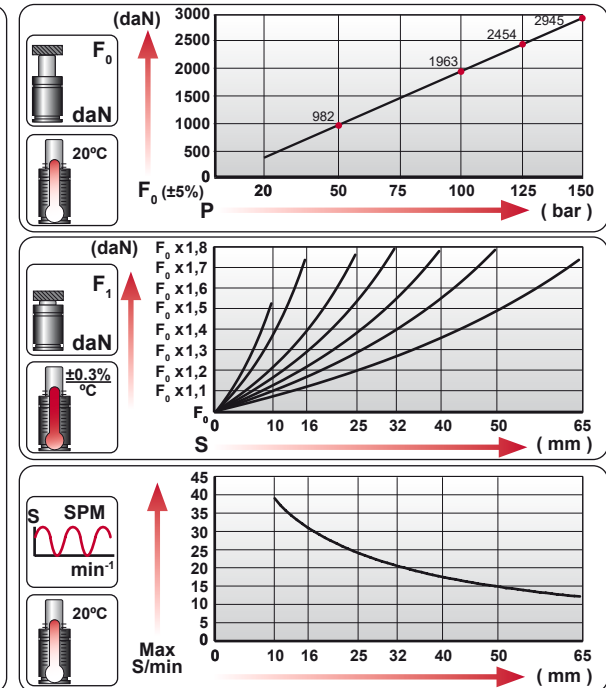 (daN)
3000
2500
2000
1500
1000
500
0
982
1963
2454
2945
F0
daN
20ºC
F0 (±5%)
20 50 75 100 125 150
P ( bar )
(daN)
F0 x1,8
F0 x1,7
F0 x1,6
F0 x1,5
F0 x1,4
F0 x1,3
F0 x1,2
F0 x1,1
F0
F1
daN
±0.3%
ºC
0 10 16 25 32 40 50 65
S ( mm )
45
40
35
30
25
20
15
10
5
0
S SPM
min-1
20ºC
Max
S/min
0 10 16 25 32 40 50 65
( mm )